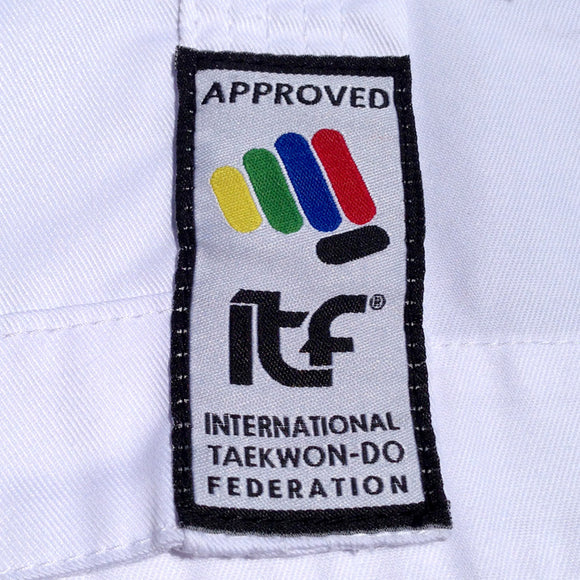 APPROVED
itf®
INTERNATIONAL
TAEKWON-DO
FEDERATION